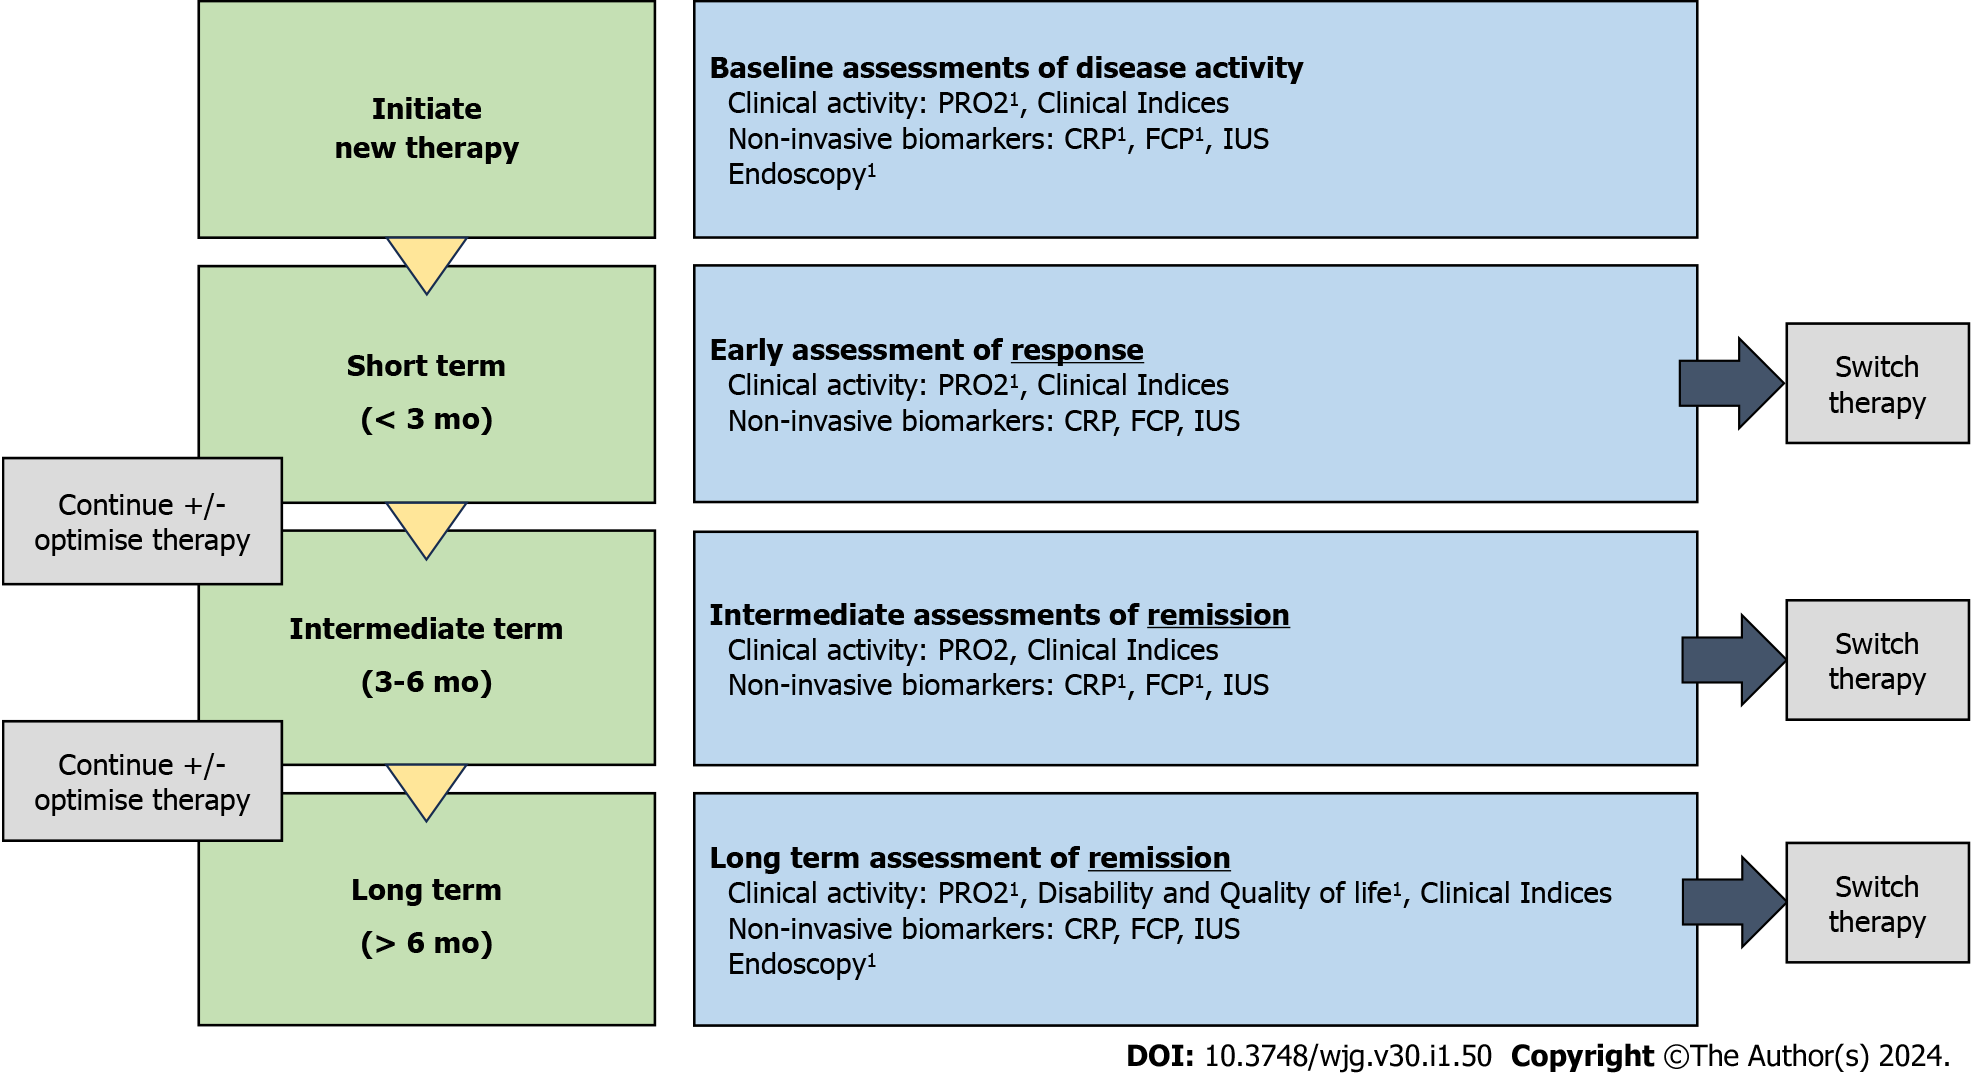 Initiate
new therapy
Baseline assessments of disease activity
Clinical activity: PRO2¹, Clinical Indices
Non-invasive biomarkers: CRP¹, FCP¹, IUS
Endoscopy¹
Short term
(< 3 mo)
Early assessment of response
Clinical activity: PRO2¹, Clinical Indices
Non-invasive biomarkers: CRP, FCP, IUS
Switch
therapy
Continue +/-
optimise therapy
Intermediate term
(3-6 mo)
Intermediate assessments of remission
Clinical activity: PRO2, Clinical Indices
Non-invasive biomarkers: CRP¹, FCP¹, IUS
Switch
therapy
Continue +/-
optimise therapy
Long term
(> 6 mo)
Long term assessment of remission
Clinical activity: PRO2¹, Disability and Quality of life¹, Clinical Indices
Non-invasive biomarkers: CRP, FCP, IUS
Endoscopy¹
Switch
therapy
DOI: 10.3748/wjg.v30.i1.50 Copyright ©The Author(s) 2024.